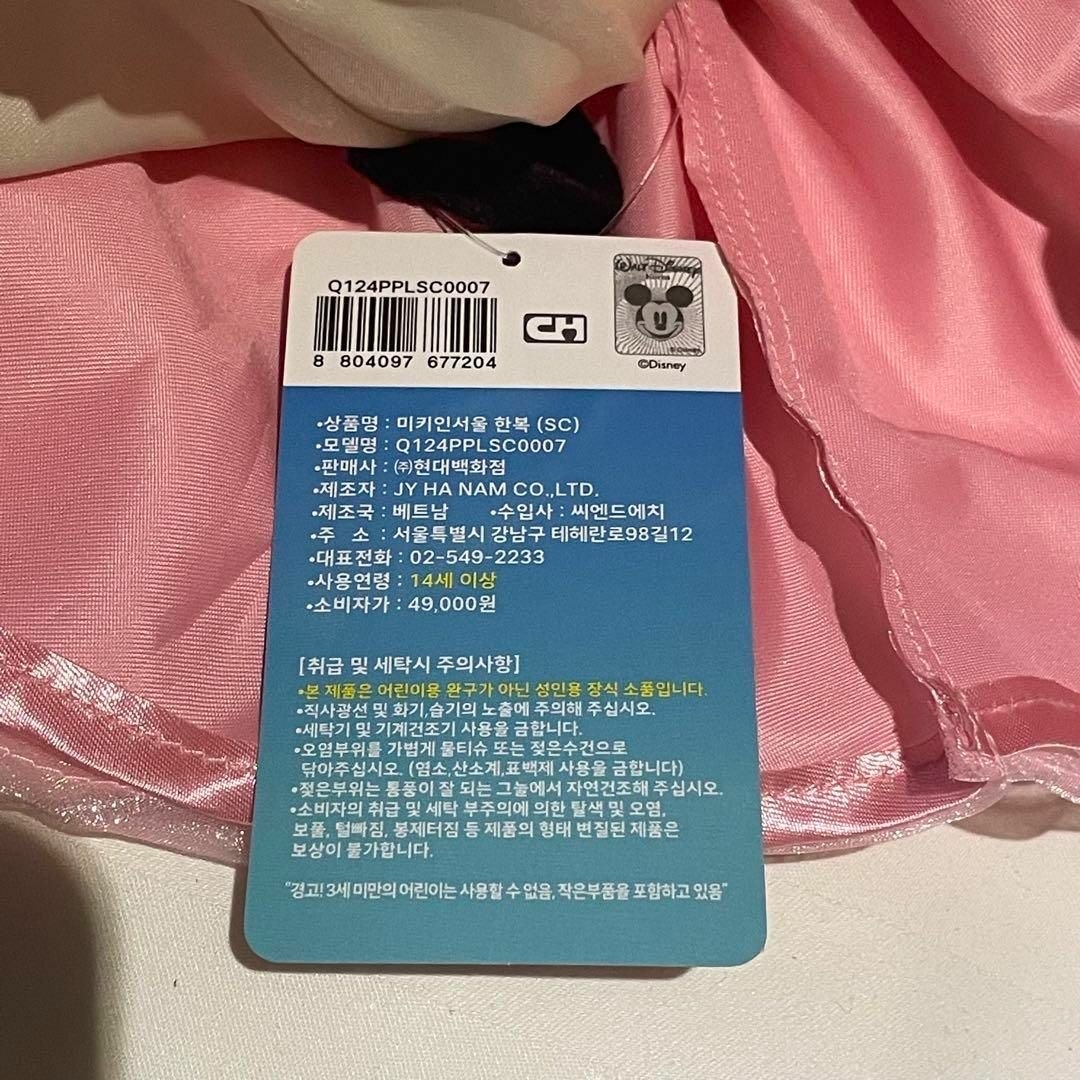 Q124PPLSC0007
8 804097 677204
CH
WALT DISNEY
Korea
©Disney
©Disney
•상품명 : 미키인서울 한복 (SC)
•모델명 : Q124PPLSC0007
•판매사 : ㈜현대백화점
•제조자 : JY HA NAM CO.,LTD.
•제조국 : 베트남 •수입사 : 씨엔드에치
•주 소 : 서울특별시 강남구 테헤란로98길12
•대표전화 : 02-549-2233
•사용연령 : 14세 이상
•소비자가 : 49,000원
[취급 및 세탁시 주의사항]
•본 제품은 어린이용 완구가 아닌 성인용 장식 소품입니다.
•직사광선 및 화기,습기의 노출에 주의해 주십시오.
•세탁기 및 기계건조기 사용을 금합니다.
•오염부위를 가볍게 물티슈 또는 젖은수건으로
닦아주십시오. (염소,산소계,표백제 사용을 금합니다)
•젖은부위는 통풍이 잘 되는 그늘에서 자연건조해 주십시오.
•소비자의 취급 및 세탁 부주의에 의한 탈색 및 오염,
보풀, 털빠짐, 봉제터짐 등 제품의 형태 변질된 제품은
보상이 불가합니다.
"경고! 3세 미만의 어린이는 사용할 수 없음, 작은부품을 포함하고 있음"